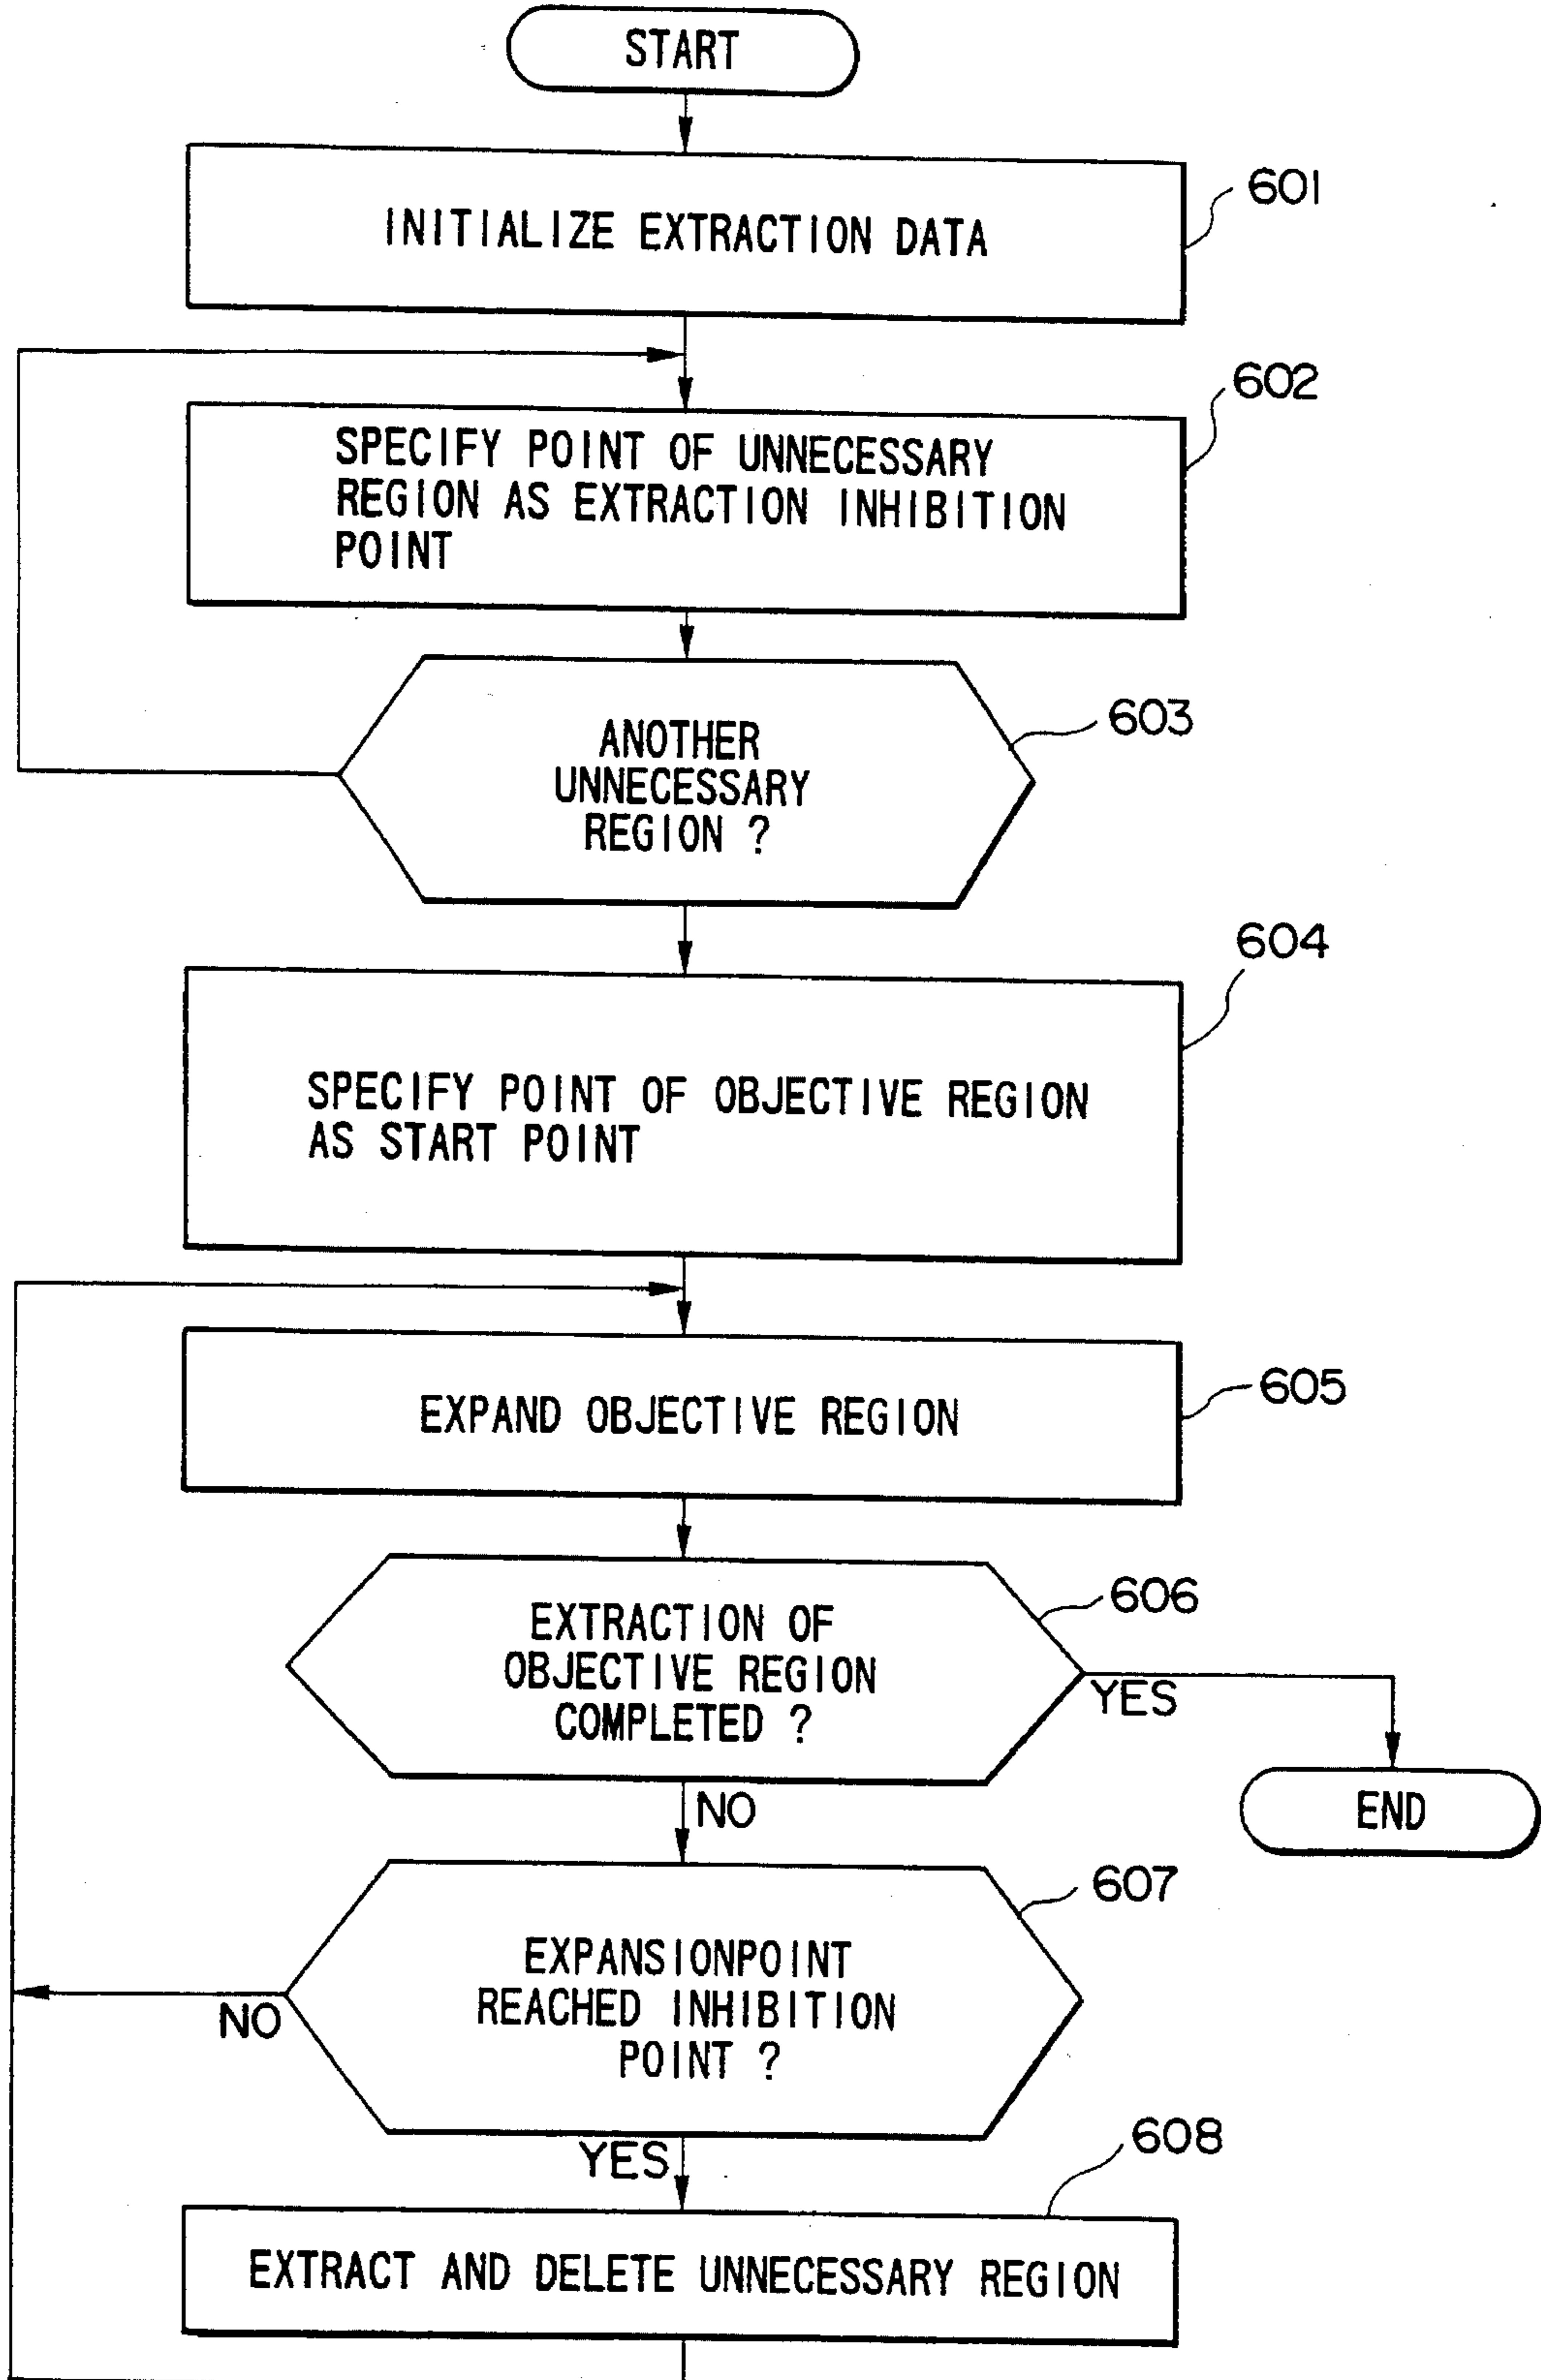 START
INITIALIZE EXTRACTION DATA
601
602
SPECIFY POINT OF UNNECESSARY
REGION AS EXTRACTION INHIBITION
POINT
603
ANOTHER
UNNECESSARY
REGION ?
604
SPECIFY POINT OF OBJECTIVE REGION
AS START POINT
EXPAND OBJECTIVE REGION
605
606
EXTRACTION OF
OBJECTIVE REGION
COMPLETED ?
YES
NO
END
607
EXPANSIONPOINT
REACHED INHIBITION
POINT ?
NO
YES
608
EXTRACT AND DELETE UNNECESSARY REGION